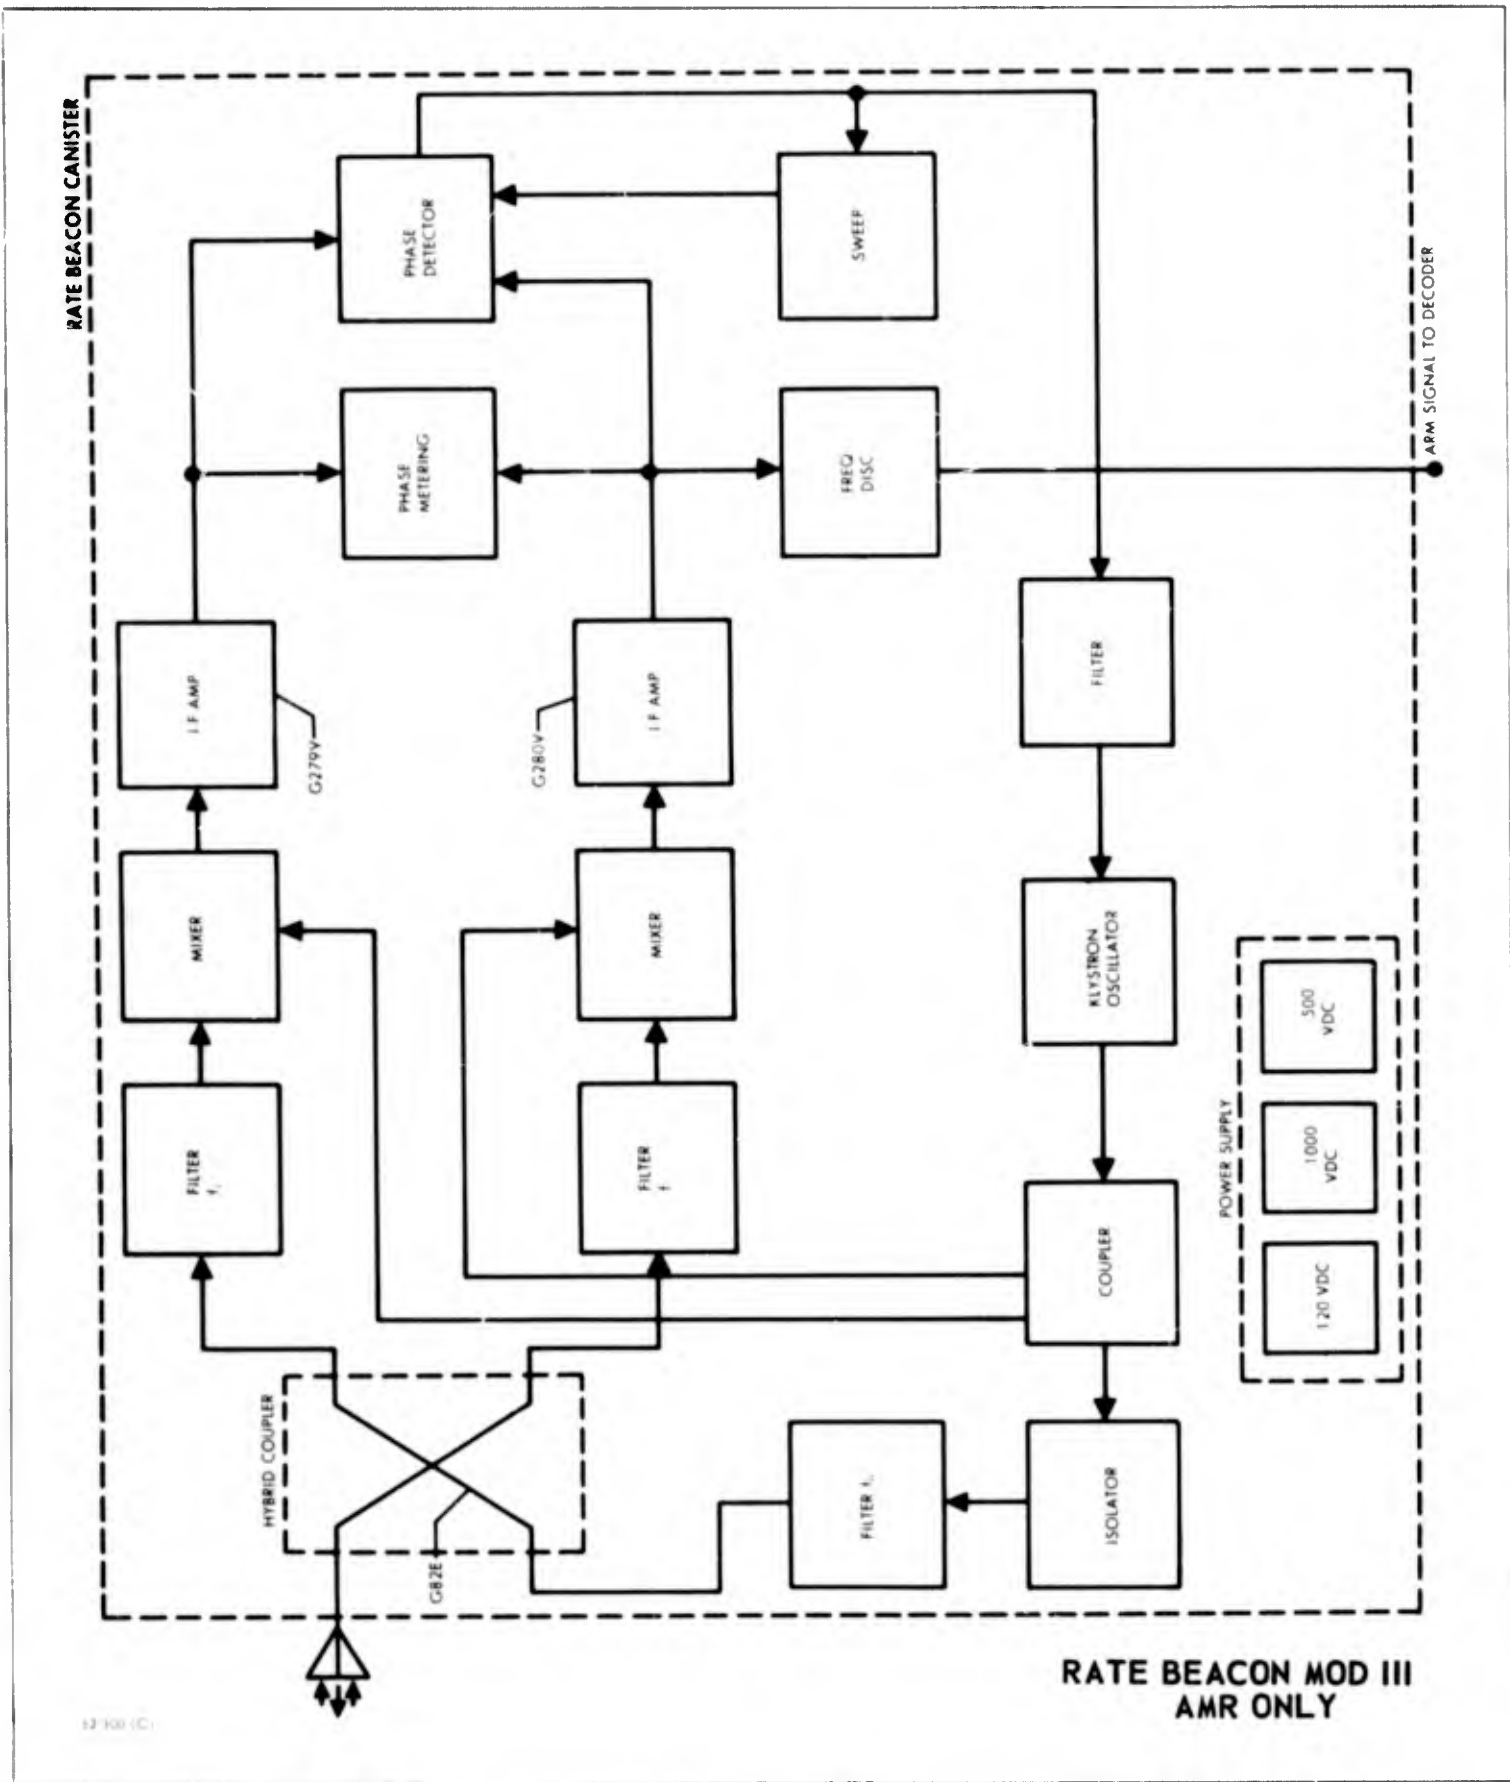 RATE BEACON CANISTER
PHASE
DETECTOR
SWEEP
PHASE
METERING
FREQ
DISC
ARM SIGNAL TO DECODER
I F AMP
G279V
I F AMP
G280V
FILTER
MIXER
MIXER
KLYSTRON
OSCILLATOR
FILTER
FILTER
f
COUPLER
POWER SUPPLY
500
VDC
1000
VDC
120 VDC
HYBRID COUPLER
G82E
FILTER
ISOLATOR
RATE BEACON MOD III
AMR ONLY